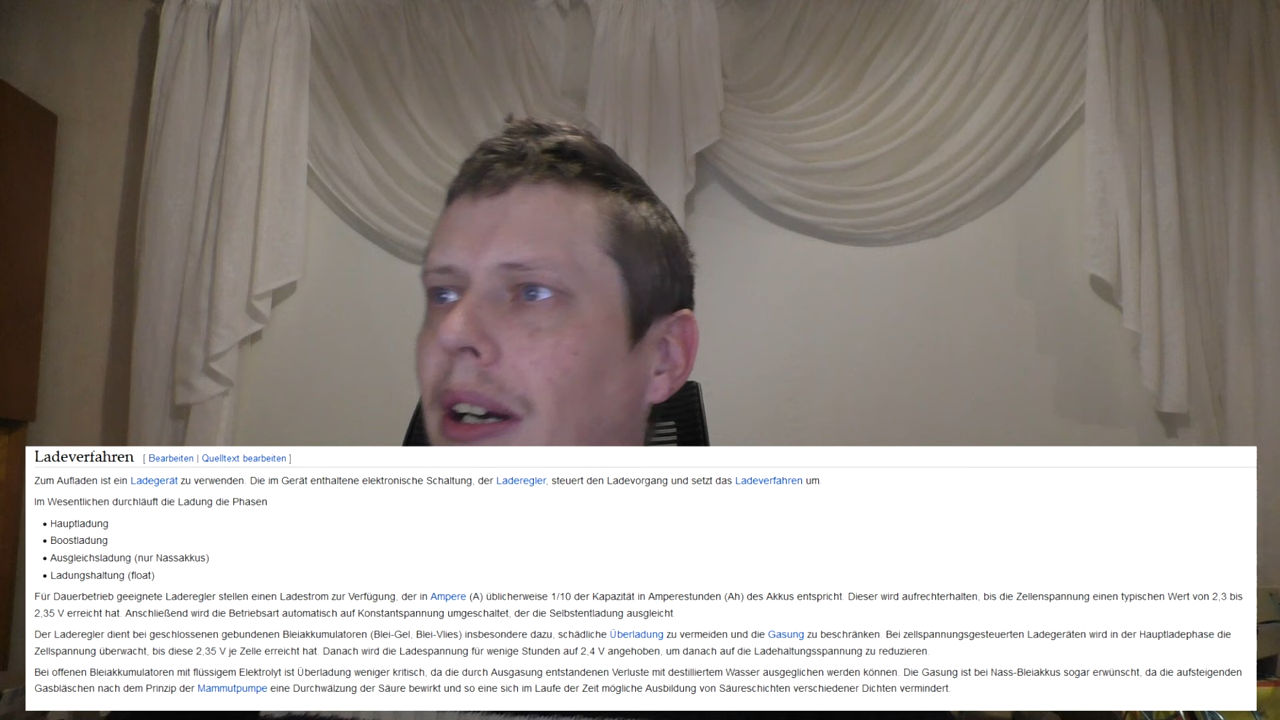 Ladeverfahren [ Bearbeiten | Quelltext bearbeiten ]
Zum Aufladen ist ein Ladegerät zu verwenden. Die im Gerät enthaltene elektronische Schaltung, der Laderegler, steuert den Ladevorgang und setzt das Ladeverfahren um
Im Wesentlichen durchläuft die Ladung die Phasen
• Hauptladung
• Boostladung
• Ausgleichsladung (nur Nassakkus)
• Ladungshaltung (float)
Für Dauerbetrieb geeignete Laderegler stellen einen Ladestrom zur Verfügung, der in Ampere (A) üblicherweise 1/10 der Kapazität in Amperestunden (Ah) des Akkus entspricht. Dieser wird aufrechterhalten, bis die Zellenspannung einen typischen Wert von 2,3 bis
2,35 V erreicht hat. Anschließend wird die Betriebsart automatisch auf Konstantspannung umgeschaltet, der die Selbstentladung ausgleicht.
Der Laderegler dient bei geschlossenen gebundenen Bleiakkumulatoren (Blei-Gel, Blei-Vlies) insbesondere dazu, schädliche Überladung zu vermeiden und die Gasung zu beschränken. Bei zellspannungsgesteuerten Ladegeräten wird in der Hauptladephase die
Zellspannung überwacht, bis diese 2,35 V je Zelle erreicht hat. Danach wird die Ladespannung für wenige Stunden auf 2,4 V angehoben, um danach auf die Ladehaltungsspannung zu reduzieren.
Bei offenen Bleiakkumulatoren mit flüssigem Elektrolyt ist Überladung weniger kritisch, da die durch Ausgasung entstandenen Verluste mit destilliertem Wasser ausgeglichen werden können. Die Gasung ist bei Nass-Bleiakkus sogar erwünscht, da die aufsteigenden
Gasbläschen nach dem Prinzip der Mammutpumpe eine Durchwälzung der Säure bewirkt und so eine sich im Laufe der Zeit mögliche Ausbildung von Säureschichten verschiedener Dichten vermindert.